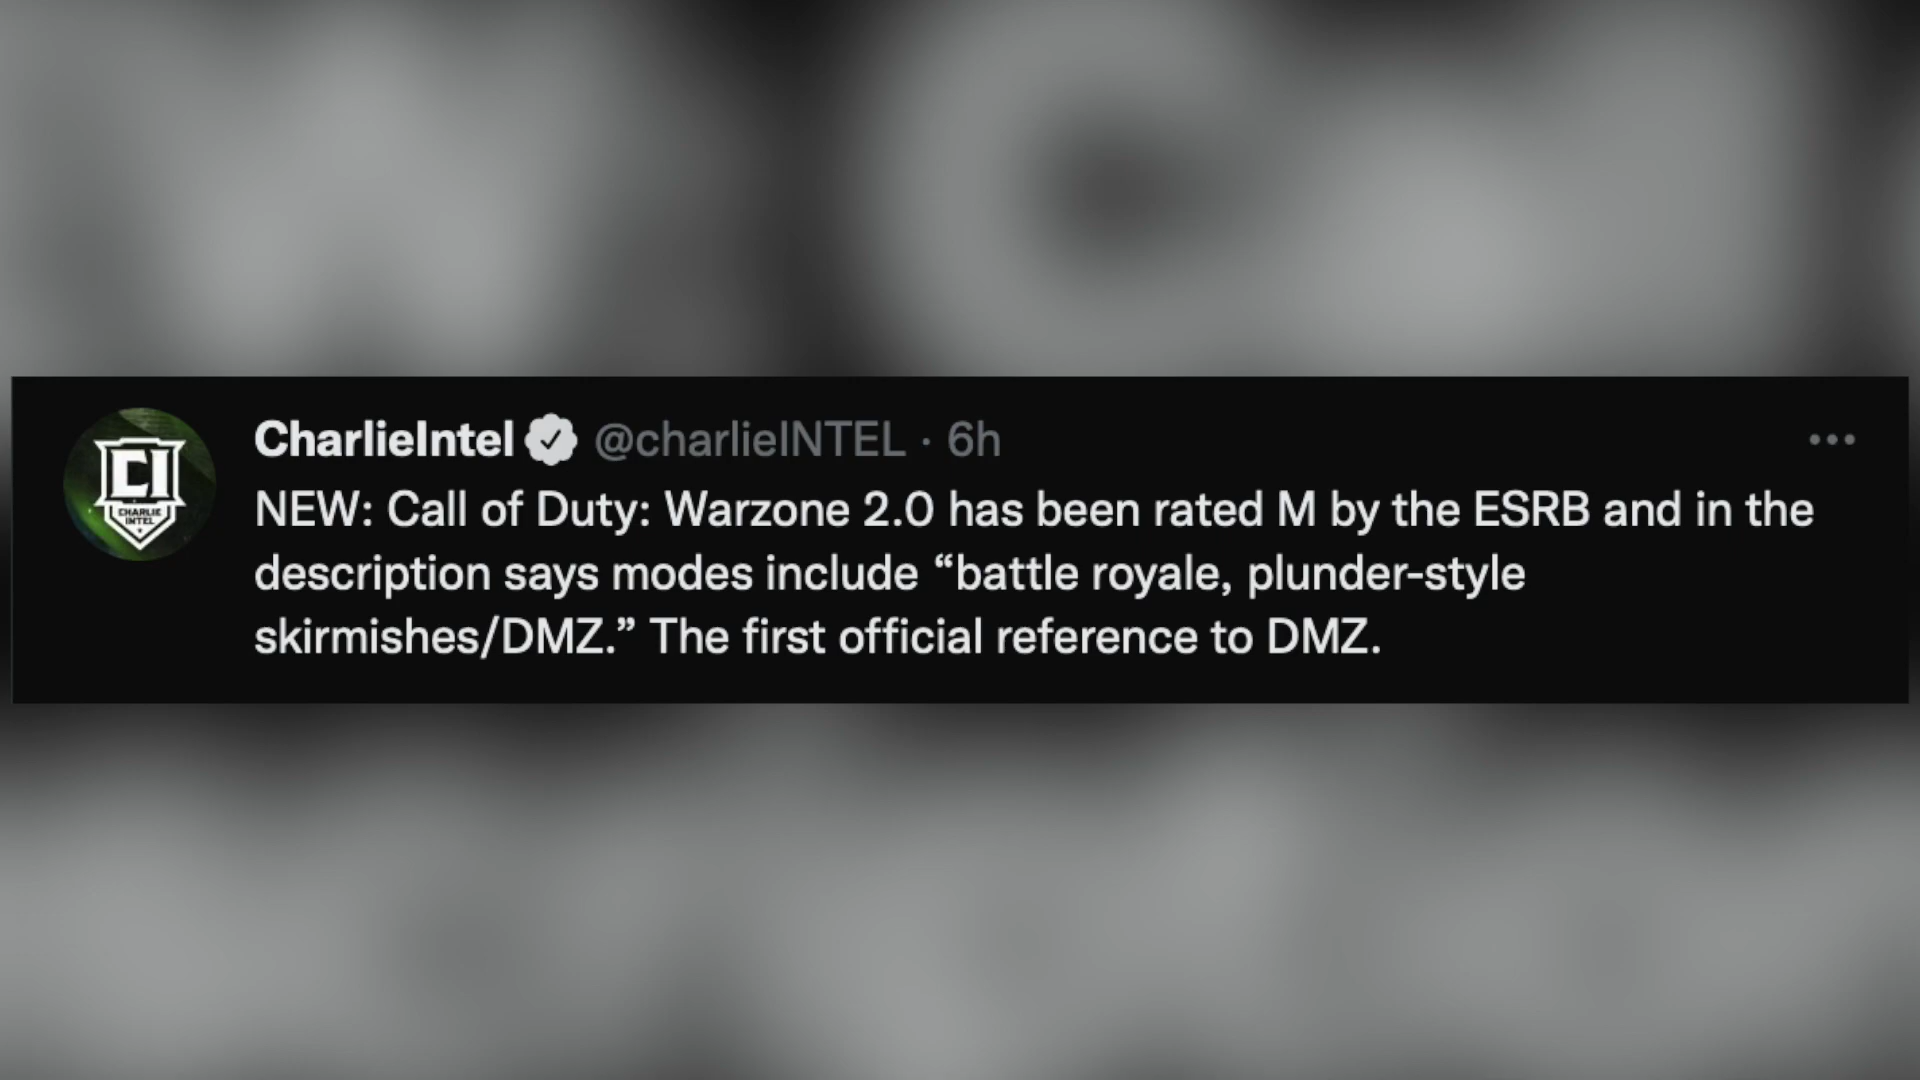 CI
CHARLIE
INTEL
CharlieIntel @charlieINTEL · 6h
NEW: Call of Duty: Warzone 2.0 has been rated M by the ESRB and in the
description says modes include “battle royale, plunder-style
skirmishes/DMZ.” The first official reference to DMZ.